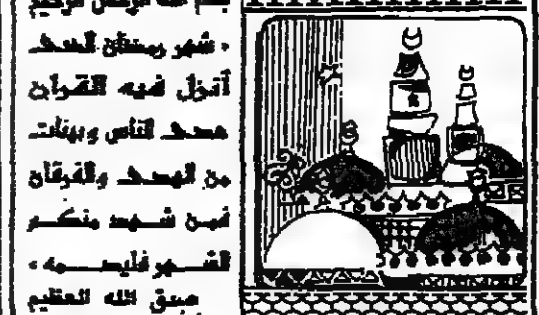 بسم الله الرحمن الرحيم
« شهر رمضان الذي
أنزل فيه القرآن
هدى للناس وبينات
من الهدى والفرقان
فمن شهد منكم
الشهر فليصمه »
صدق الله العظيم